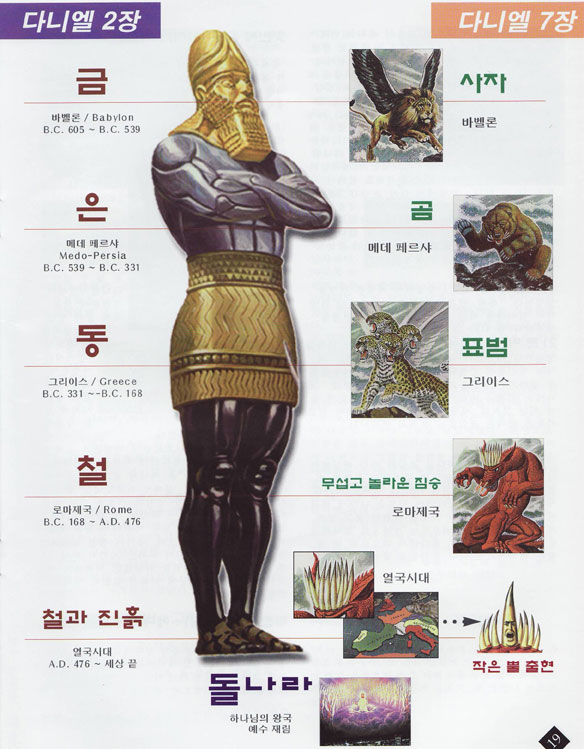 다니엘 2장
다니엘 7장
금
바벨론 / Babylon
B.C. 605 ~ B.C. 539
사자
바벨론
은
메데 페르샤
Medo-Persia
B.C. 539 ~ B.C. 331
곰
메데 페르샤
동
그리이스 / Greece
B.C. 331 ~-B.C. 168
표범
그리이스
철
로마제국 / Rome
B.C. 168 ~ A.D. 476
무섭고 놀라운 짐승
로마제국
열국시대
철과 진흙
열국시대
A.D. 476 ~ 세상 끝
작은 뿔 출현
돌나라
하나님의 왕국
예수 재림
19